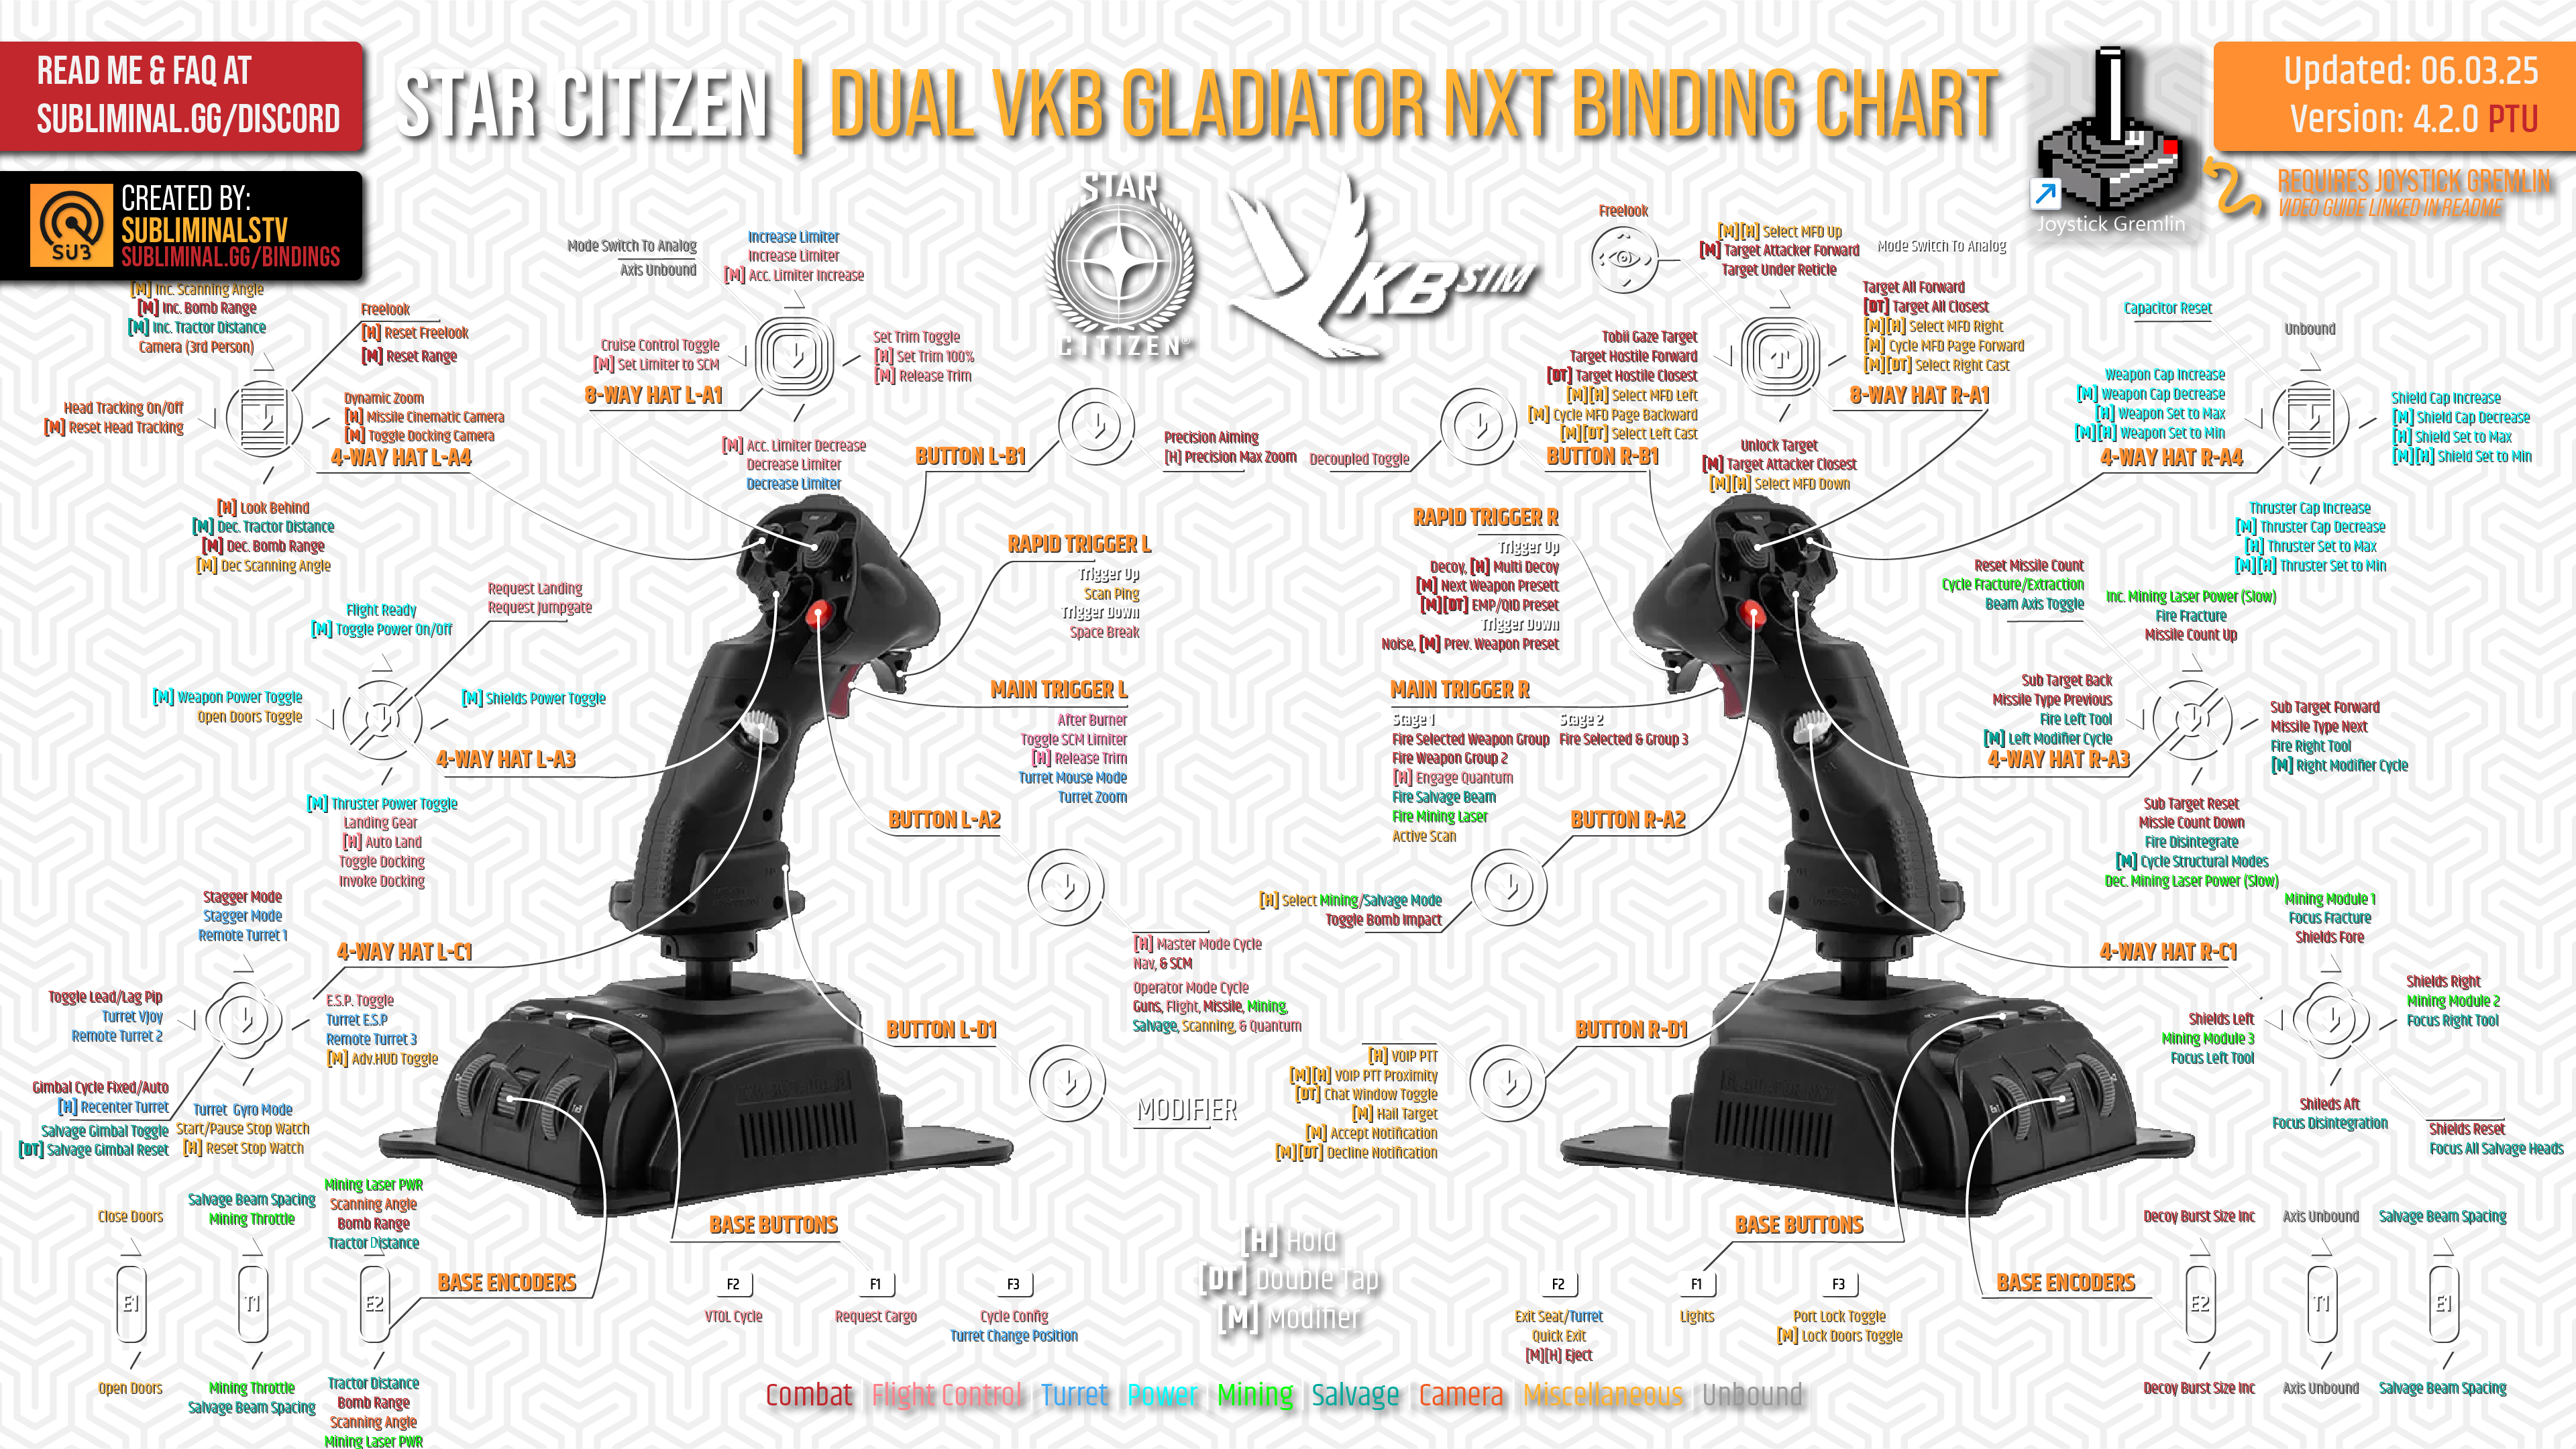 READ ME & FAQ AT
SUBLIMINAL.GG/DISCORD
STAR CITIZEN | DUAL VKB GLADIATOR NXT BINDING CHART
Updated: 06.03.25
Version: 4.2.0 PTU
CREATED BY:
SUBLIMINALSTV
SUBLIMINAL.GG/BINDINGS
SUB
STAR
CITIZEN®
VKBSIM
Joystick Gremlin
REQUIRES JOYSTICK GREMLIN
VIDEO GUIDE LINKED IN README
[M] Inc. Scanning Angle
[M] Inc. Bomb Range
[M] Inc. Tractor Distance
Camera (3rd Person)
Freelook
[H] Reset Freelook
[M] Reset Range
Head Tracking On/Off
[M] Reset Head Tracking
Dynamic Zoom
[H] Missile Cinematic Camera
[M] Toggle Docking Camera
4-WAY HAT L-A4
[H] Look Behind
[M] Dec. Tractor Distance
[M] Dec. Bomb Range
[M] Dec Scanning Angle
Mode Switch To Analog
Axis Unbound
Increase Limiter
Increase Limiter
[M] Acc. Limiter Increase
Cruise Control Toggle
[M] Set Limiter to SCM
Set Trim Toggle
[H] Set Trim 100%
[M] Release Trim
8-WAY HAT L-A1
[M] Acc. Limiter Decrease
Decrease Limiter
Decrease Limiter
BUTTON L-B1
Precision Aiming
[H] Precision Max Zoom
RAPID TRIGGER L
Trigger Up
Scan Ping
Trigger Down
Space Break
MAIN TRIGGER L
After Burner
Toggle SCM Limiter
[H] Release Trim
Turret Mouse Mode
Turret Zoom
Flight Ready
[M] Toggle Power On/Off
Request Landing
Request Jumpgate
[M] Weapon Power Toggle
Open Doors Toggle
[M] Shields Power Toggle
4-WAY HAT L-A3
[M] Thruster Power Toggle
Landing Gear
[H] Auto Land
Toggle Docking
Invoke Docking
BUTTON L-A2
[H] Master Mode Cycle
Nav, & SCM
Operator Mode Cycle
Guns, Flight, Missile, Mining,
Salvage, Scanning, & Quantum
Stagger Mode
Stagger Mode
Remote Turret 1
4-WAY HAT L-C1
Toggle Lead/Lag Pip
Turret VJoy
Remote Turret 2
E.S.P. Toggle
Turret E.S.P
Remote Turret 3
[M] Adv.HUD Toggle
Gimbal Cycle Fixed/Auto
[H] Recenter Turret
Salvage Gimbal Toggle
[DT] Salvage Gimbal Reset
Turret Gyro Mode
Start/Pause Stop Watch
[H] Reset Stop Watch
BUTTON L-D1
MODIFIER
Close Doors
E1
Open Doors
Salvage Beam Spacing
Mining Throttle
T1
Mining Throttle
Salvage Beam Spacing
Mining Laser PWR
Scanning Angle
Bomb Range
Tractor Distance
E2
Tractor Distance
Bomb Range
Scanning Angle
Mining Laser PWR
BASE ENCODERS
BASE BUTTONS
F2
VTOL Cycle
F1
Request Cargo
F3
Cycle Config
Turret Change Position
[H] Hold
[DT] Double Tap
[M] Modifier
Freelook
[M][H] Select MFD Up
[M] Target Attacker Forward
Target Under Reticle
Mode Switch To Analog
Target All Forward
[DT] Target All Closest
[M][H] Select MFD Right
[M] Cycle MFD Page Forward
[M][DT] Select Right Cast
Tobii Gaze Target
Target Hostile Forward
[DT] Target Hostile Closest
[M][H] Select MFD Left
[M] Cycle MFD Page Backward
[M][DT] Select Left Cast
8-WAY HAT R-A1
Unlock Target
[M] Target Attacker Closest
[M][H] Select MFD Down
Decoupled Toggle
BUTTON R-B1
Capacitor Reset
Unbound
Weapon Cap Increase
[M] Weapon Cap Decrease
[H] Weapon Set to Max
[M][H] Weapon Set to Min
Shield Cap Increase
[M] Shield Cap Decrease
[H] Shield Set to Max
[M][H] Shield Set to Min
4-WAY HAT R-A4
Thruster Cap Increase
[M] Thruster Cap Decrease
[H] Thruster Set to Max
[M][H] Thruster Set to Min
RAPID TRIGGER R
Trigger Up
Decoy, [H] Multi Decoy
[M] Next Weapon Presett
[M][DT] EMP/QID Preset
Trigger Down
Noise, [M] Prev. Weapon Preset
MAIN TRIGGER R
Stage 1
Fire Selected Weapon Group
Fire Weapon Group 2
[H] Engage Quantum
Fire Salvage Beam
Fire Mining Laser
Active Scan
Stage 2
Fire Selected & Group 3
Reset Missile Count
Cycle Fracture/Extraction
Beam Axis Toggle
Inc. Mining Laser Power (Slow)
Fire Fracture
Missile Count Up
Sub Target Back
Missile Type Previous
Fire Left Tool
[M] Left Modifier Cycle
Sub Target Forward
Missile Type Next
Fire Right Tool
[M] Right Modifier Cycle
4-WAY HAT R-A3
Sub Target Reset
Missle Count Down
Fire Disintegrate
[M] Cycle Structural Modes
Dec. Mining Laser Power (Slow)
BUTTON R-A2
[H] Select Mining/Salvage Mode
Toggle Bomb Impact
BUTTON R-D1
[H] VOIP PTT
[M][H] VOIP PTT Proximity
[DT] Chat Window Toggle
[M] Hail Target
[M] Accept Notification
[M][DT] Decline Notification
Mining Module 1
Focus Fracture
Shields Fore
4-WAY HAT R-C1
Shields Right
Mining Module 2
Focus Right Tool
Shields Left
Mining Module 3
Focus Left Tool
Shileds Aft
Focus Disintegration
Shields Reset
Focus All Salvage Heads
BASE BUTTONS
F2
Exit Seat/Turret
Quick Exit
[M][H] Eject
F1
Lights
F3
Port Lock Toggle
[M] Lock Doors Toggle
BASE ENCODERS
Decoy Burst Size Inc
E2
Decoy Burst Size Inc
Axis Unbound
T1
Axis Unbound
Salvage Beam Spacing
E1
Salvage Beam Spacing
Combat | Flight Control | Turret | Power | Mining | Salvage | Camera | Miscellaneous | Unbound